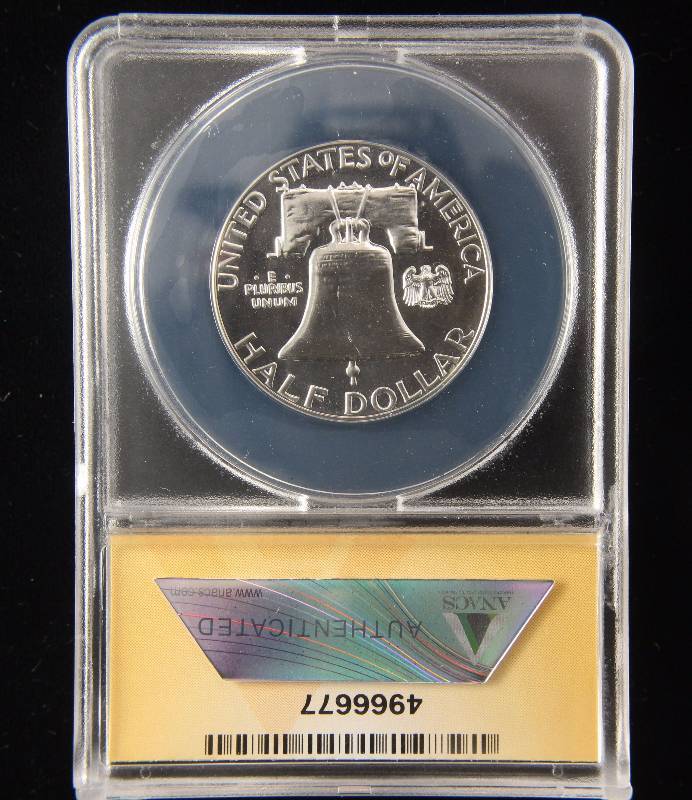 UNITED STATES OF AMERICA
· E ·
PLURIBUS
UNUM
HALF DOLLAR
4966677
AUTHENTICATED
ANACS
www.anacs.com